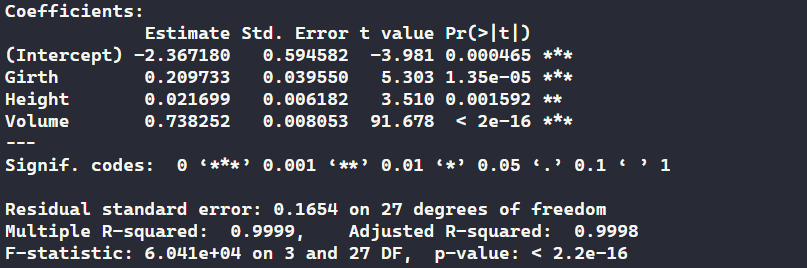 Coefficients:
             Estimate Std. Error t value Pr(>|t|)
(Intercept) -2.367180   0.594582  -3.981 0.000465 ***
Girth        0.209733   0.039550   5.303 1.35e-05 ***
Height       0.021699   0.006182   3.510 0.001592 **
Volume       0.738252   0.008053  91.678  < 2e-16 ***
---
Signif. codes:  0 ‘***’ 0.001 ‘**’ 0.01 ‘*’ 0.05 ‘.’ 0.1 ‘ ’ 1
Residual standard error: 0.1654 on 27 degrees of freedom
Multiple R-squared:  0.9999,    Adjusted R-squared:  0.9998
F-statistic: 6.041e+04 on 3 and 27 DF,  p-value: < 2.2e-16